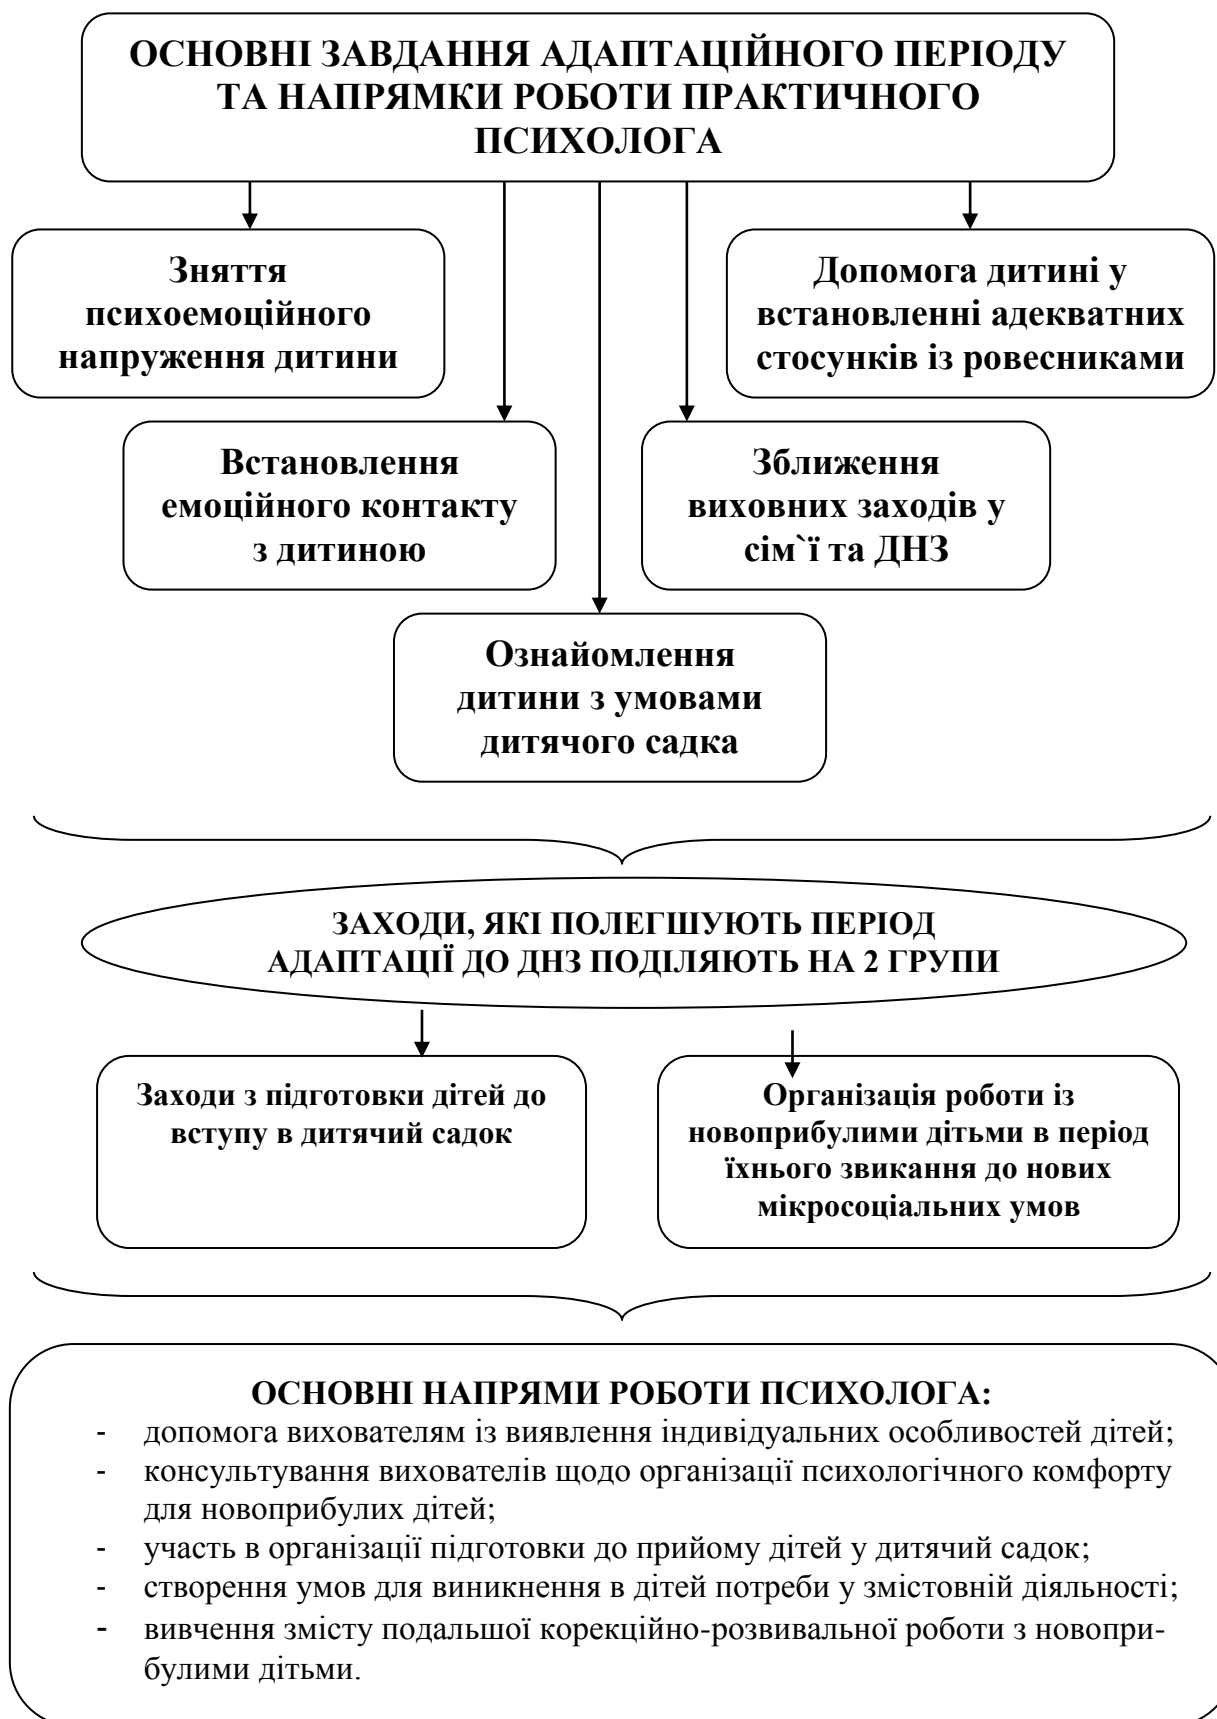 ОСНОВНІ ЗАВДАННЯ АДАПТАЦІЙНОГО ПЕРІОДУ
ТА НАПРЯМКИ РОБОТИ ПРАКТИЧНОГО
ПСИХОЛОГА
Зняття
психоемоційного
напруження дитини
Допомога дитині у
встановленні адекватних
стосунків із ровесниками
Встановлення
емоційного контакту
з дитиною
Зближення
виховних заходів у
сім`ї та ДНЗ
Ознайомлення
дитини з умовами
дитячого садка
ЗАХОДИ, ЯКІ ПОЛЕГШУЮТЬ ПЕРІОД
АДАПТАЦІЇ ДО ДНЗ ПОДІЛЯЮТЬ НА 2 ГРУПИ
Заходи з підготовки дітей до
вступу в дитячий садок
Організація роботи із
новоприбулими дітьми в період
їхнього звикання до нових
мікросоціальних умов
ОСНОВНІ НАПРЯМИ РОБОТИ ПСИХОЛОГА:
- допомога вихователям із виявлення індивідуальних особливостей дітей;
- консультування вихователів щодо організації психологічного комфорту
для новоприбулих дітей;
- участь в організації підготовки до прийому дітей у дитячий садок;
- створення умов для виникнення в дітей потреби у змістовній діяльності;
- вивчення змісту подальшої корекційно-розвивальної роботи з новопри-
булими дітьми.